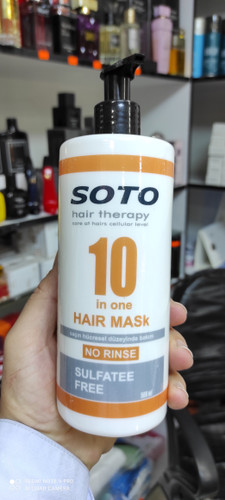 SOTO
hair therapy
care of hairs cellular level
10
in one
HAIR MASk
saçın hücresel düzeyinde bakım
NO RINSE
SULFATEE
FREE